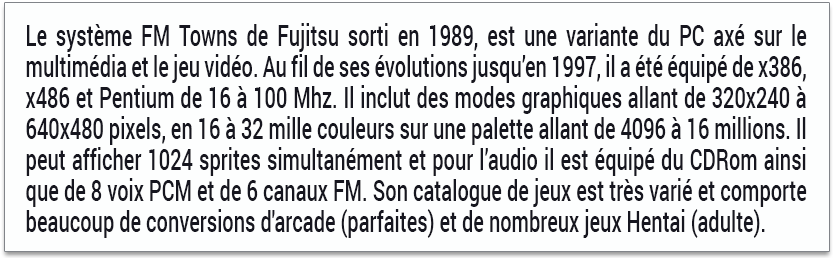 Le système FM Towns de Fujitsu sorti en 1989, est une variante du PC axé sur le
multimédia et le jeu vidéo. Au fil de ses évolutions jusqu'en 1997, il a été équipé de x386,
x486 et Pentium de 16 à 100 Mhz. Il inclut des modes graphiques allant de 320x240 à
640x480 pixels, en 16 à 32 mille couleurs sur une palette allant de 4096 à 16 millions. Il
peut afficher 1024 sprites simultanément et pour l'audio il est équipé du CDRom ainsi
que de 8 voix PCM et de 6 canaux FM. Son catalogue de jeux est très varié et comporte
beaucoup de conversions d'arcade (parfaites) et de nombreux jeux Hentai (adulte).